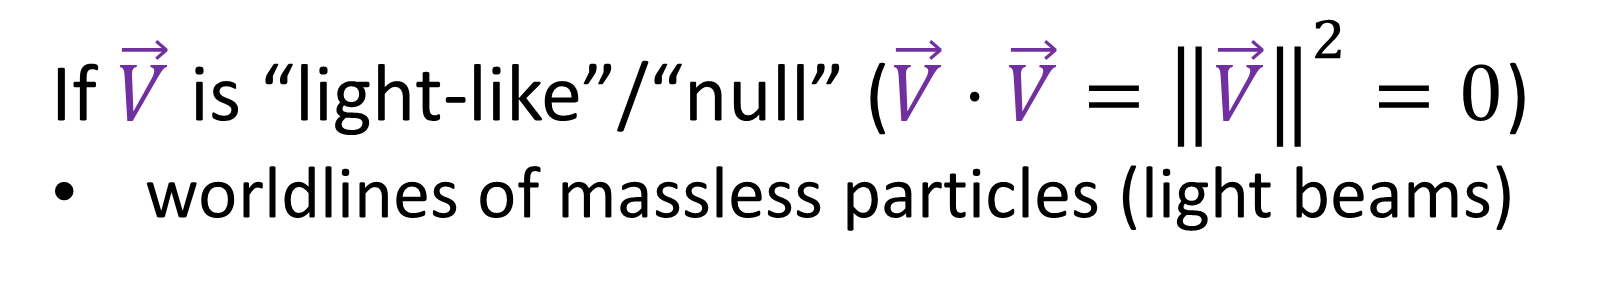 If V⃗ is “light-like”/“null” (V⃗ · V⃗ = ‖V⃗‖² = 0)
• worldlines of massless particles (light beams)